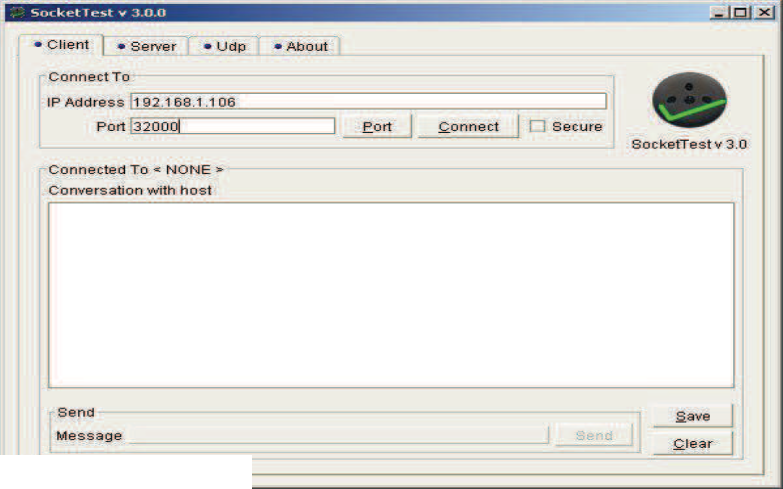 SocketTest v 3.0.0
Client Server Udp About
Connect To
IP Address 192.168.1.106
Port 32000 Port Connect Secure
SocketTest v 3.0
Connected To < NONE >
Conversation with host
Send
Message Send
Save
Clear